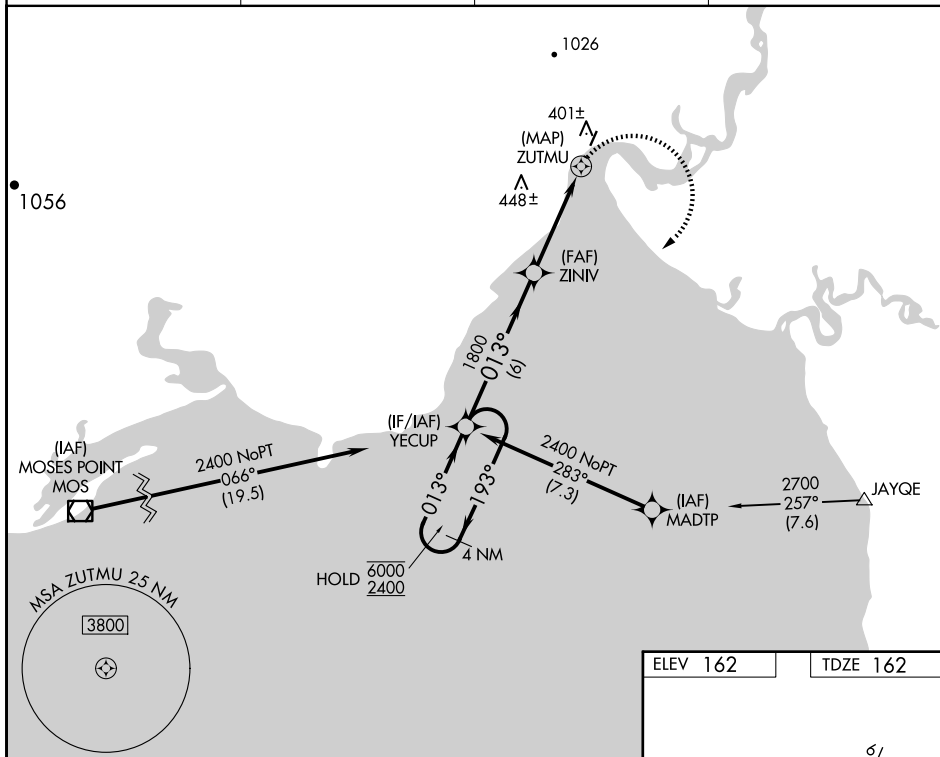 1026
401±
(MAP)
ZUTMU
1056
448±
(FAF)
ZINIV
1800
013°
(6)
(IF/IAF)
YECUP
(IAF)
MOSES POINT
MOS
2400 NoPT
066°
(19.5)
2400 NoPT
283°
(7.3)
2700
257°
(7.6)
JAYQE
(IAF)
MADTP
013°
193°
4 NM
HOLD 6000
2400
MSA ZUTMU 25 NM
3800
ELEV 162
TDZE 162